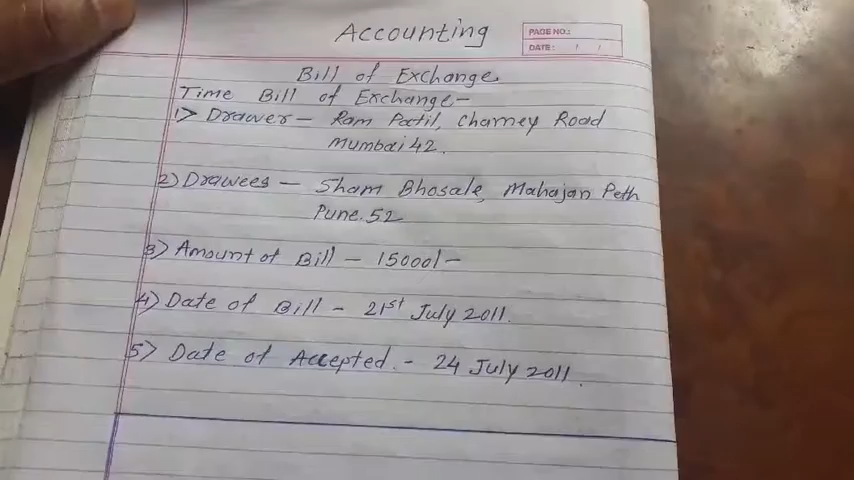 Accounting
PAGE NO.:
DATE: / /
Bill of Exchange
Time Bill of Exchange-
1> Drawer - Ram Patil, Charney Road
Mumbai 42.
2) Drawees - Sham Bhosale, Mahajan Peth
Pune. 52
3> Amount of Bill - 15000/-
4) Date of Bill - 21st July 2011.
5> Date of Accepted. - 24 July 2011.